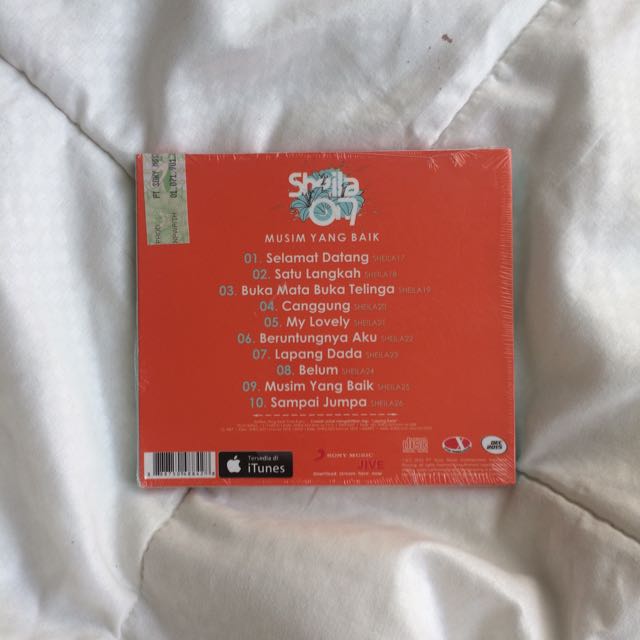 Sheila
On 7
MUSIM YANG BAIK
01. Selamat Datang SHEILA17
02. Satu Langkah SHEILA18
03. Buka Mata Buka Telinga SHEILA19
04. Canggung SHEILA20
05. My Lovely SHEILA21
06. Beruntungnya Aku SHEILA22
07. Lapang Dada SHEILA23
08. Belum SHEILA24
09. Musim Yang Baik SHEILA25
10. Sampai Jumpa SHEILA26
Tersedia di
iTunes
SONY MUSIC
JIVE
DEC
2015